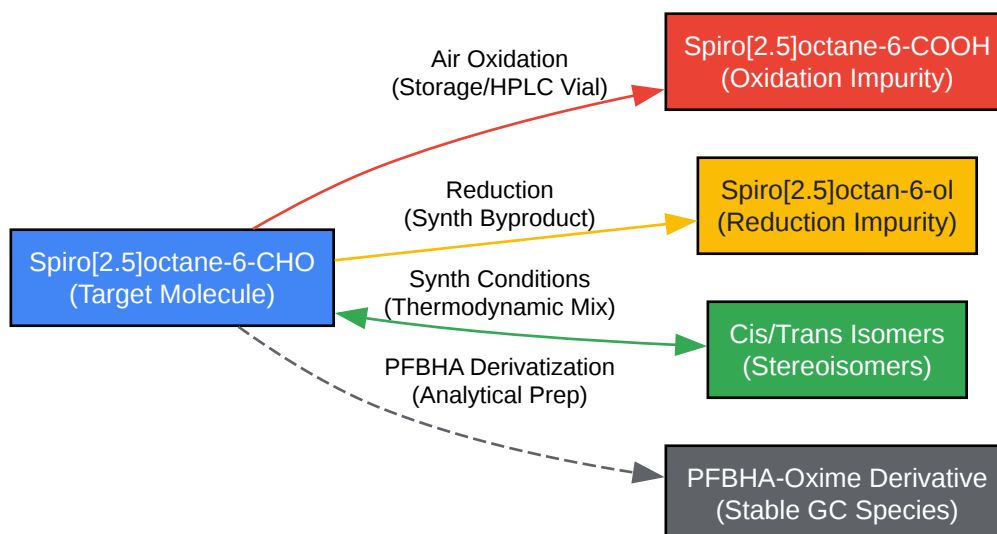 Spiro[2.5]octane-6-COOH
(Oxidation Impurity)
Air Oxidation
(Storage/HPLC Vial)
Spiro[2.5]octan-6-ol
(Reduction Impurity)
Reduction
(Synth Byproduct)
Spiro[2.5]octane-6-CHO
(Target Molecule)
Synth Conditions
(Thermodynamic Mix)
Cis/Trans Isomers
(Stereoisomers)
PFBHA Derivatization
(Analytical Prep)
PFBHA-Oxime Derivative
(Stable GC Species)